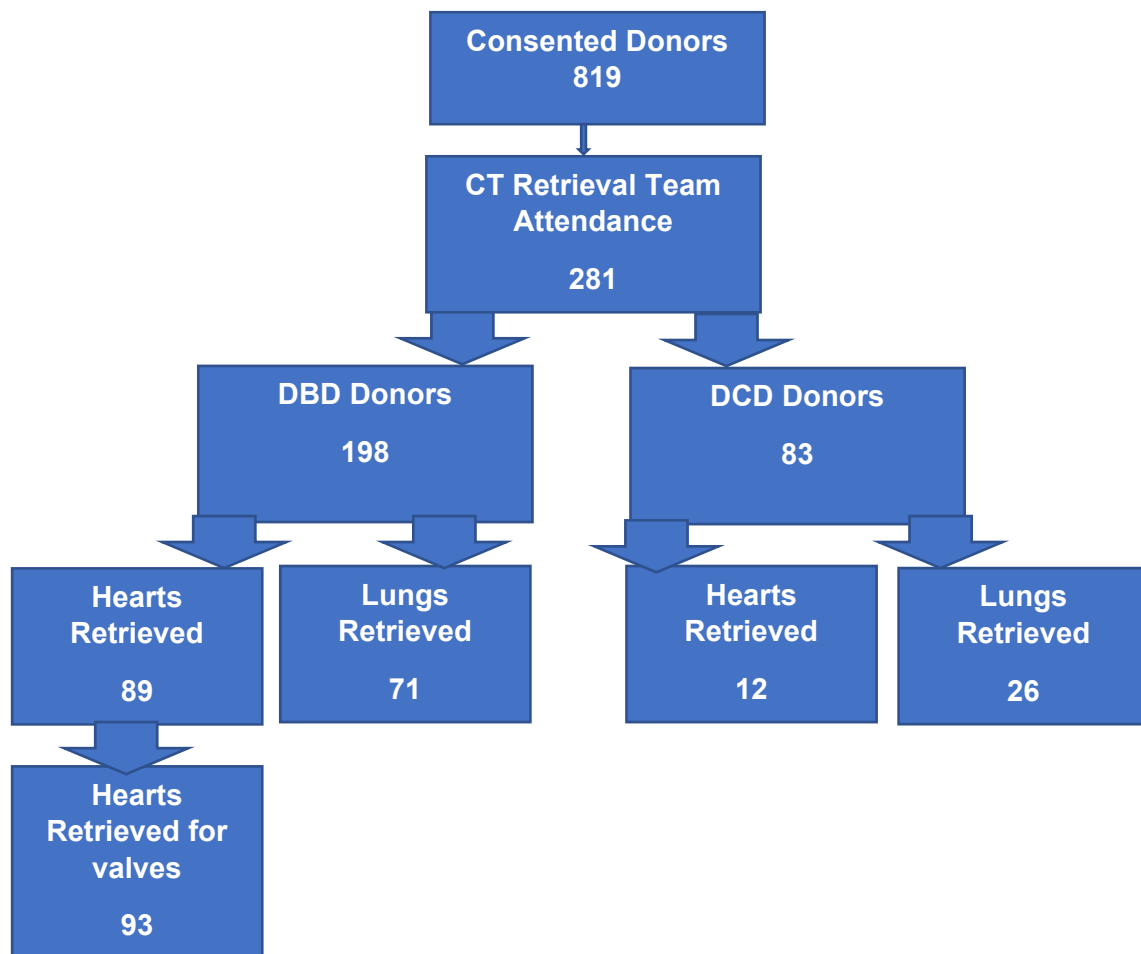 Consented Donors
819
CT Retrieval Team
Attendance
281
DBD Donors
198
DCD Donors
83
Hearts
Retrieved
89
Lungs
Retrieved
71
Hearts
Retrieved
12
Lungs
Retrieved
26
Hearts
Retrieved for
valves
93